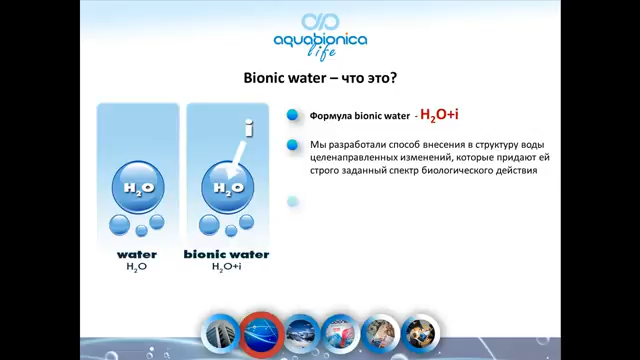 aquabionica
life
Bionic water – что это?
Формула bionic water - H₂O+i
Мы разработали способ внесения в структуру воды
целенаправленных изменений, которые придают ей
строго заданный спектр биологического действия
i
H₂O
H₂O
water
H₂O
bionic water
H₂O+i